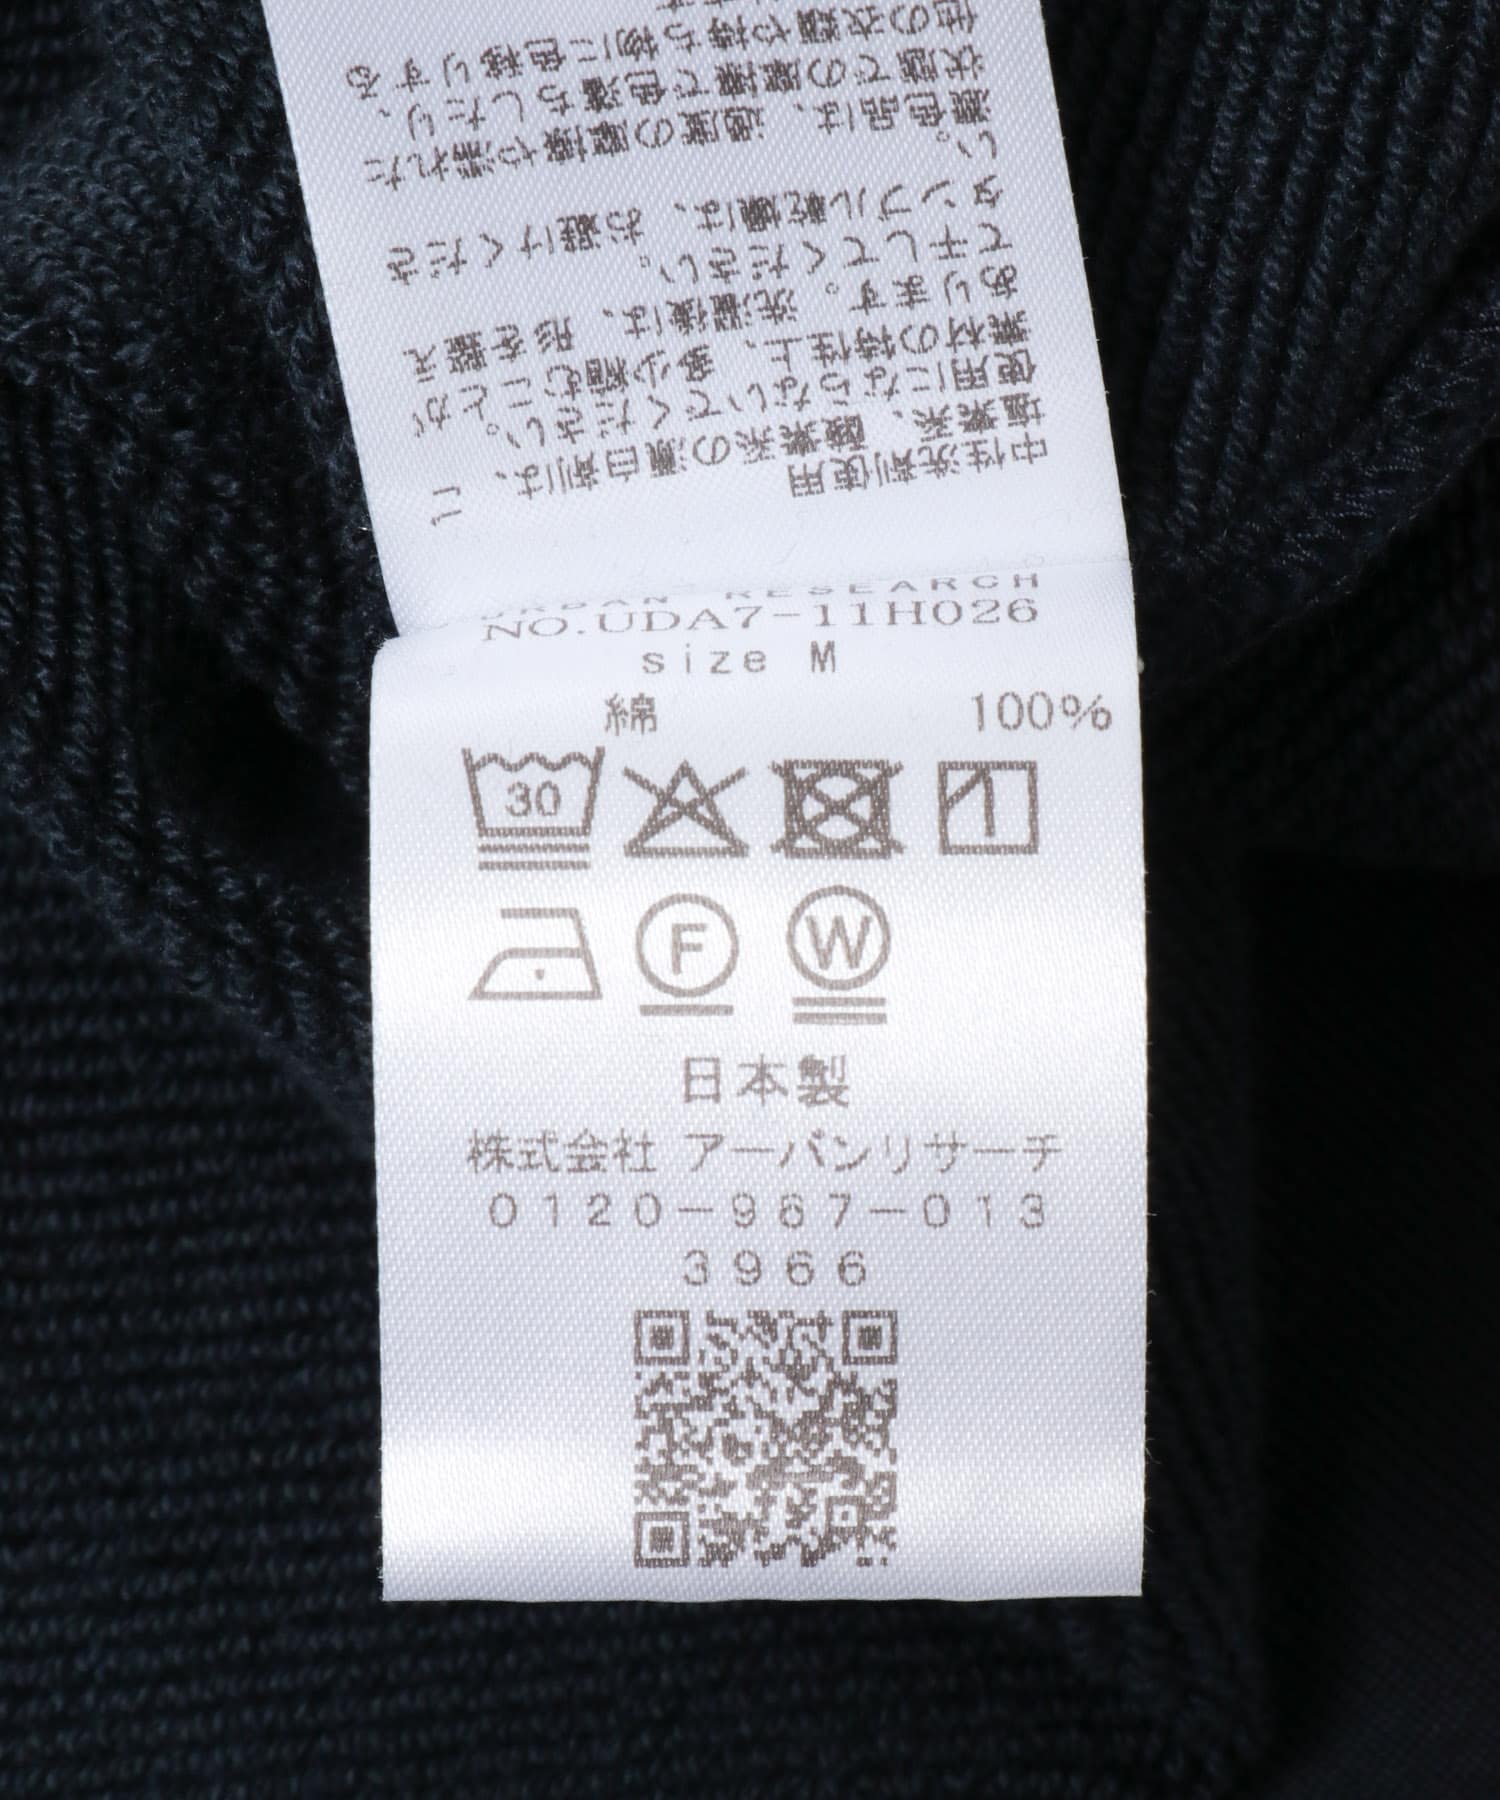 中性洗剤使用
塩素系、酸素系の漂白剤は、ご
使用にならないでください。
素材の特性上、多少縮むことが
あります。洗濯後は、形を整え
て干してください。
タンブル乾燥は、お避けくださ
い。
濃色品は、過度の摩擦や濡れた
状態での摩擦で色落ちしたり、
他の衣類や持ち物に色移りする
URBAN RESEARCH
NO.UDA7-11H026
size M
綿 100%
30
F W
日本製
株式会社 アーバンリサーチ
0120-967-013
3966